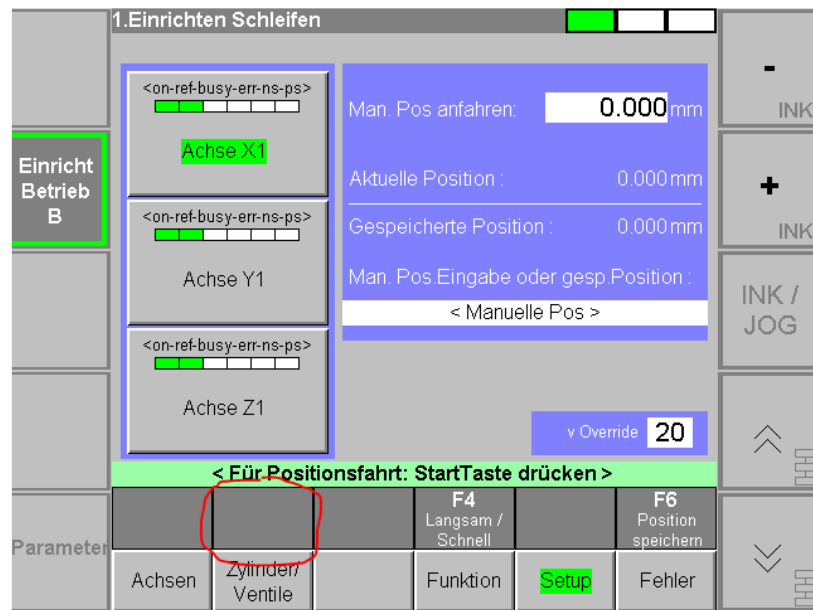 1.Einrichten Schleifen
<on-ref-busy-err-ns-ps>
Achse X1
<on-ref-busy-err-ns-ps>
Achse Y1
<on-ref-busy-err-ns-ps>
Achse Z1
Man. Pos anfahren: 0.000 mm
Aktuelle Position : 0.000 mm
Gespeicherte Position : 0.000 mm
Man. Pos.Eingabe oder gesp.Position :
< Manuelle Pos >
v Override 20
Einricht
Betrieb
B
Parameter
-
INK
+
INK
INK /
JOG
< Für Positionsfahrt: StartTaste drücken >
F4
Langsam /
Schnell
F6
Position
speichern
Achsen
Zylinder/
Ventile
Funktion
Setup
Fehler